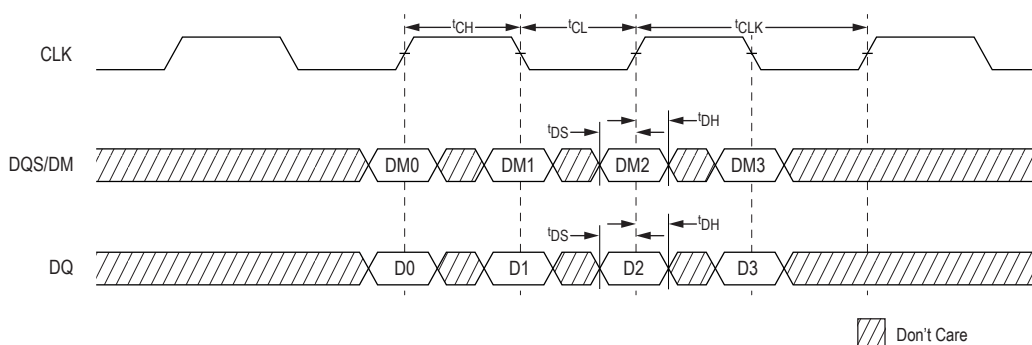 tCH tCL tCLK
CLK
tDS tDH
DQS/DM DM0 DM1 DM2 DM3
tDS tDH
DQ D0 D1 D2 D3
Don't Care